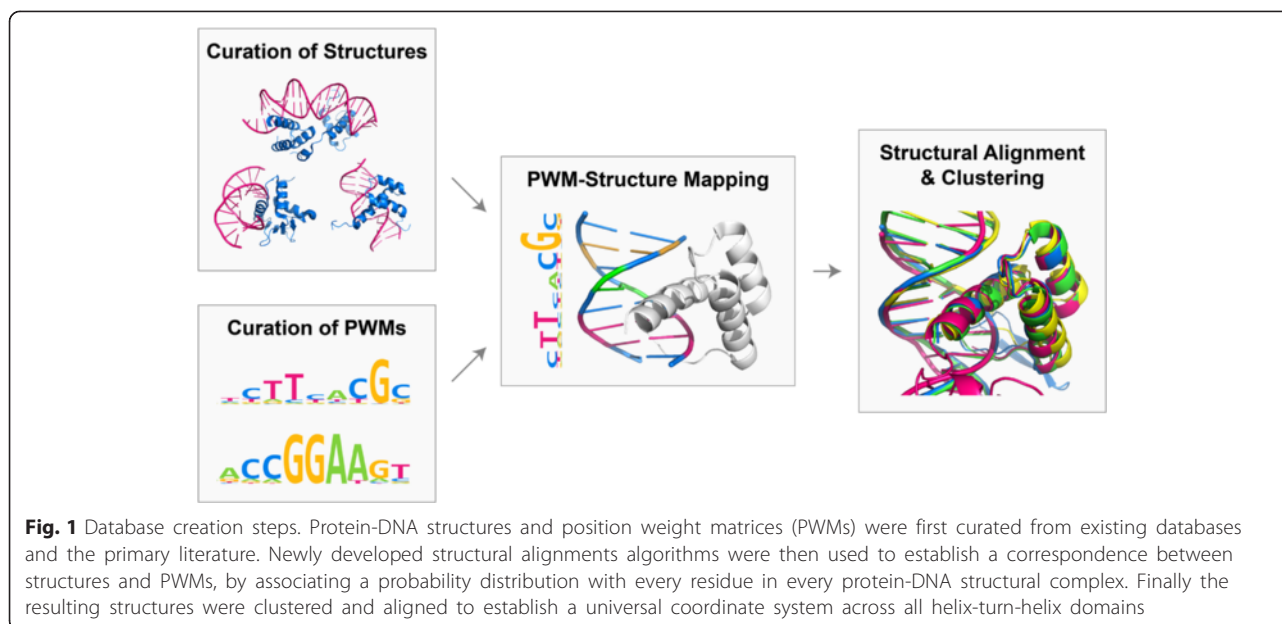 Curation of Structures
Curation of PWMs
CTTCACGC
ACCGGAAGT
PWM-Structure Mapping
Structural Alignment
& Clustering
Fig. 1 Database creation steps. Protein-DNA structures and position weight matrices (PWMs) were first curated from existing databases
and the primary literature. Newly developed structural alignments algorithms were then used to establish a correspondence between
structures and PWMs, by associating a probability distribution with every residue in every protein-DNA structural complex. Finally the
resulting structures were clustered and aligned to establish a universal coordinate system across all helix-turn-helix domains